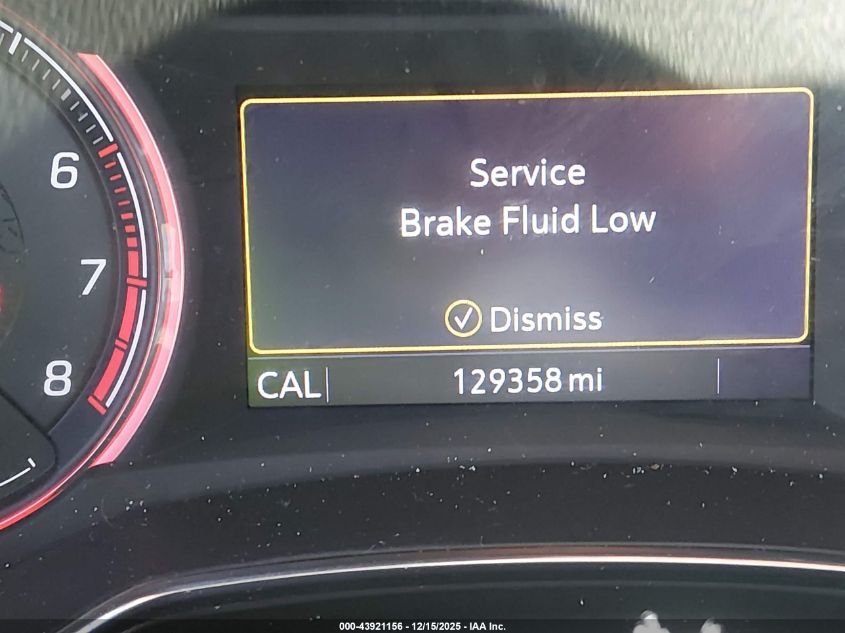 6
7
8
Service
Brake Fluid Low
Dismiss
CAL
129358 mi
000-43921156 - 12/15/2025 - IAA Inc.